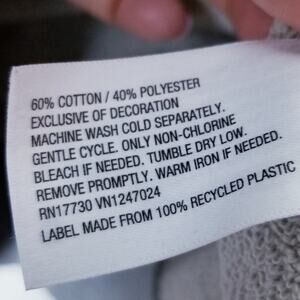 60% COTTON / 40% POLYESTER
EXCLUSIVE OF DECORATION
MACHINE WASH COLD SEPARATELY.
GENTLE CYCLE. ONLY NON-CHLORINE
BLEACH IF NEEDED. TUMBLE DRY LOW.
REMOVE PROMPTLY. WARM IRON IF NEEDED.
RN17730 VN1247024
LABEL MADE FROM 100% RECYCLED PLASTIC